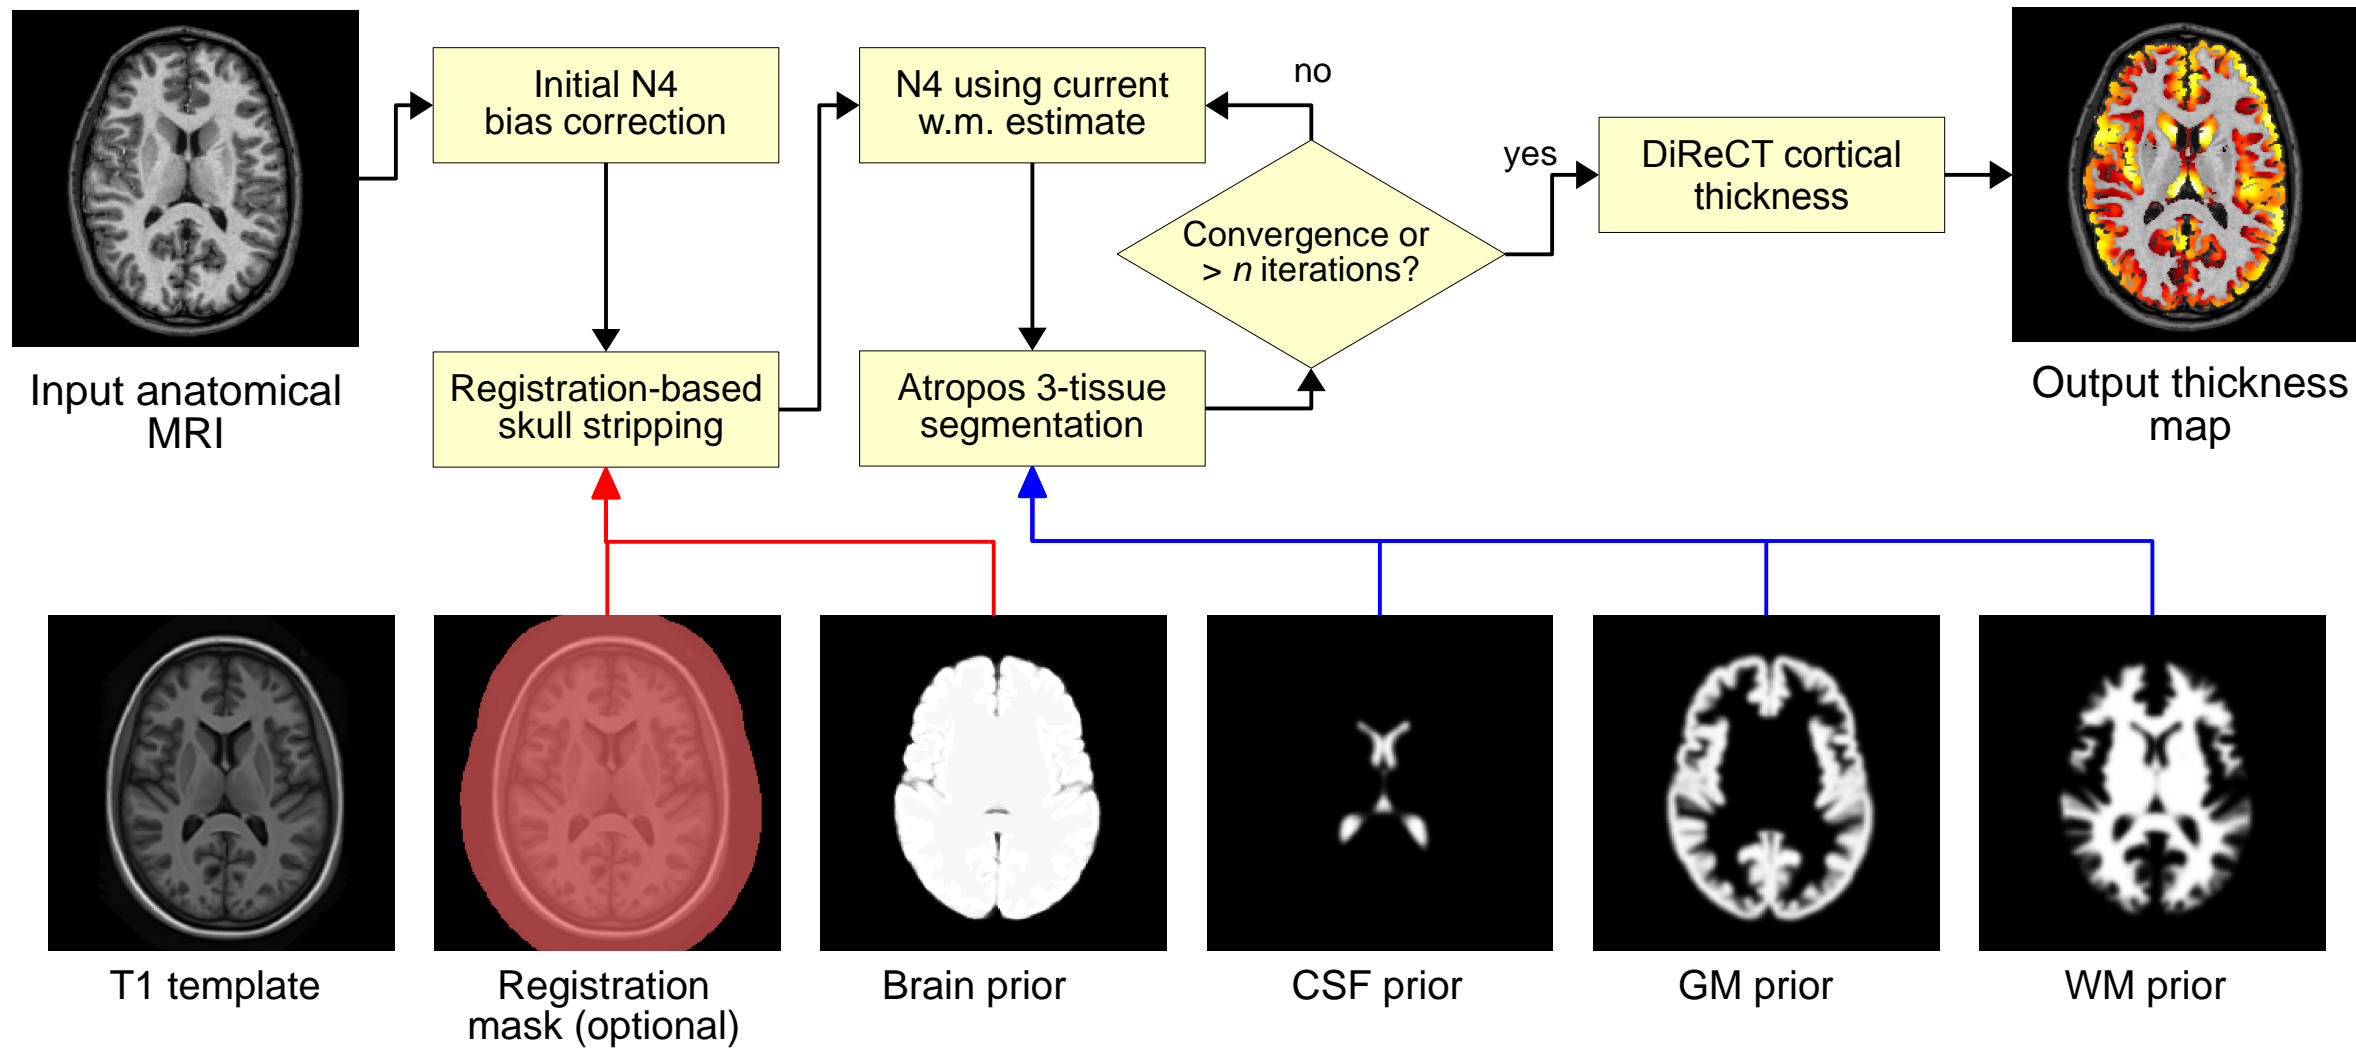 Initial N4
bias correction
N4 using current
w.m. estimate
no
yes
DiReCT cortical
thickness
Convergence or
> n iterations?
Registration-based
skull stripping
Atropos 3-tissue
segmentation
Input anatomical
MRI
Output thickness
map
T1 template
Registration
mask (optional)
Brain prior
CSF prior
GM prior
WM prior